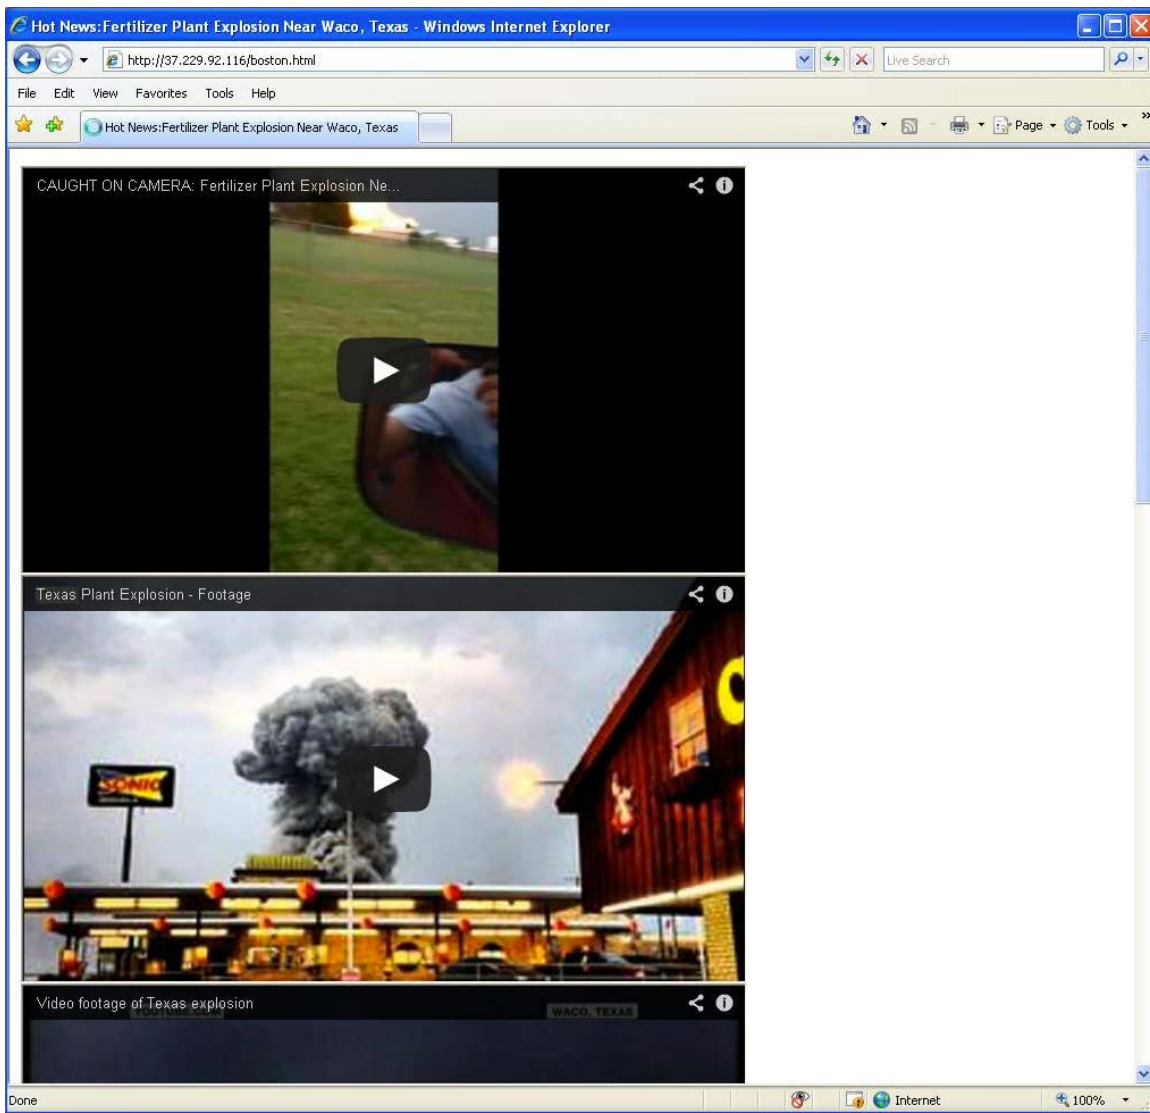 Hot News:Fertilizer Plant Explosion Near Waco, Texas - Windows Internet Explorer
http://37.229.92.116/boston.html
Live Search
File Edit View Favorites Tools Help
Hot News:Fertilizer Plant Explosion Near Waco, Texas
Page Tools
CAUGHT ON CAMERA: Fertilizer Plant Explosion Ne...
Texas Plant Explosion - Footage
SONIC
Video footage of Texas explosion
YOUTUBE.COM
WACO, TEXAS
Done
Internet
100%